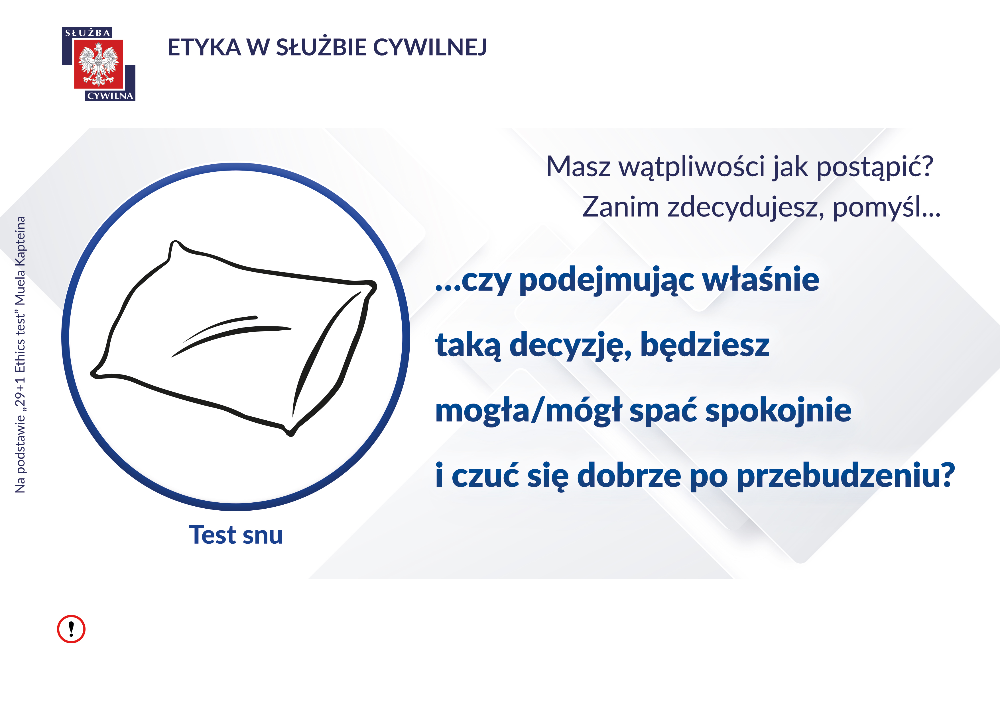 SŁUŻBA
CYWILNA
ETYKA W SŁUŻBIE CYWILNEJ
Masz wątpliwości jak postąpić?
Zanim zdecydujesz, pomyśl...
...czy podejmując właśnie
taką decyzję, będziesz
mogła/mógł spać spokojnie
i czuć się dobrze po przebudzeniu?
Test snu
Na podstawie „29+1 Ethics test” Muela Kapteina
!